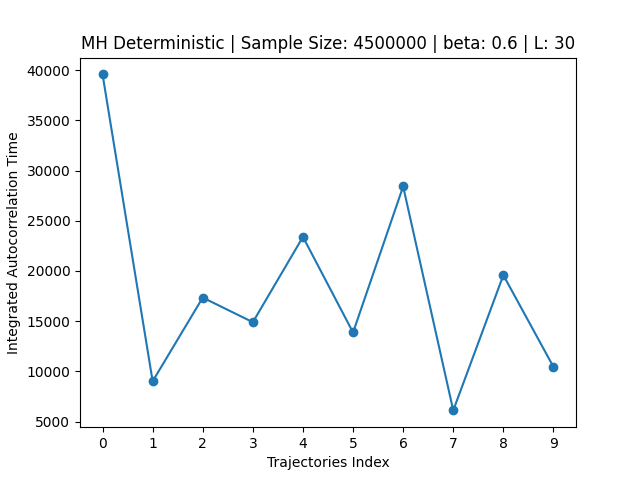 MH Deterministic | Sample Size: 4500000 | beta: 0.6 | L: 30
Integrated Autocorrelation Time
40000
35000
30000
25000
20000
15000
10000
5000
0 1 2 3 4 5 6 7 8 9
Trajectories Index